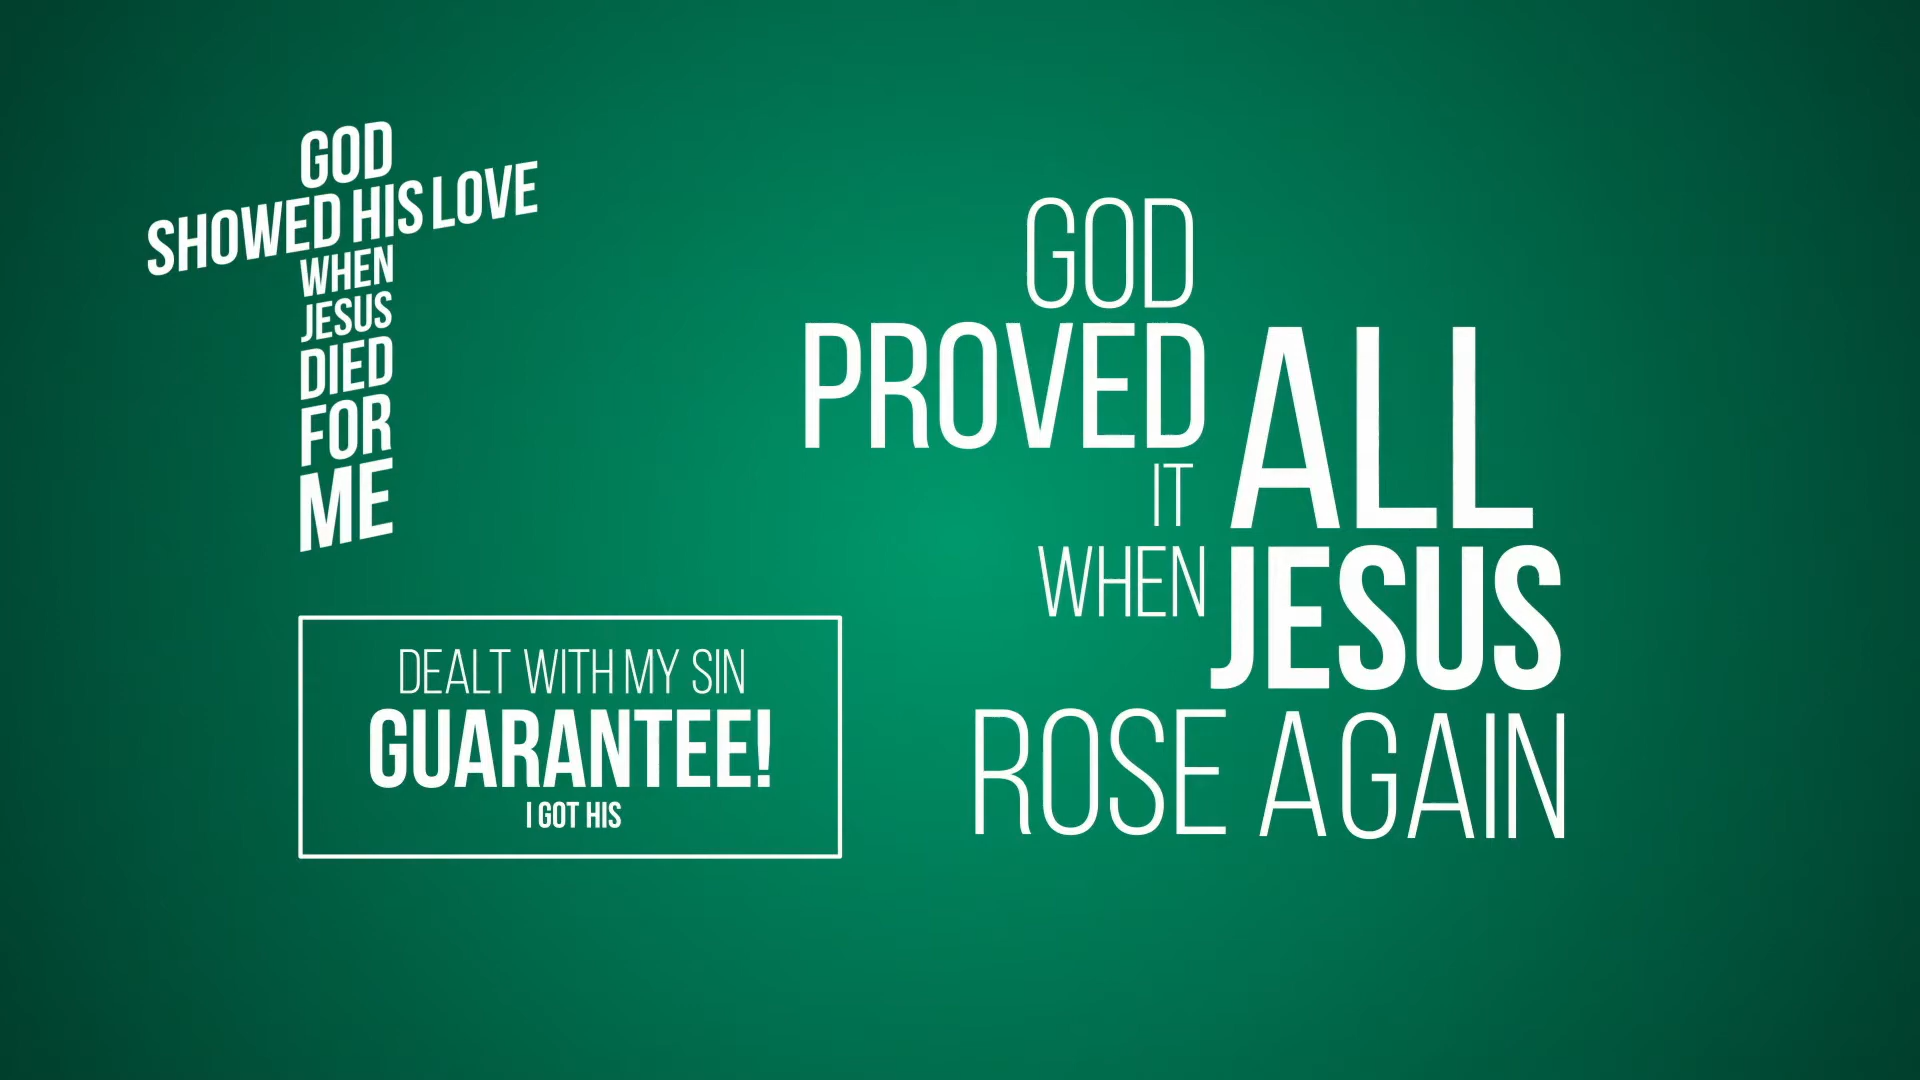 GOD
SHOWED HIS LOVE
WHEN
JESUS
DIED
FOR
ME
DEALT WITH MY SIN
GUARANTEE!
I GOT HIS
GOD
PROVED
IT ALL
WHEN JESUS
ROSE AGAIN